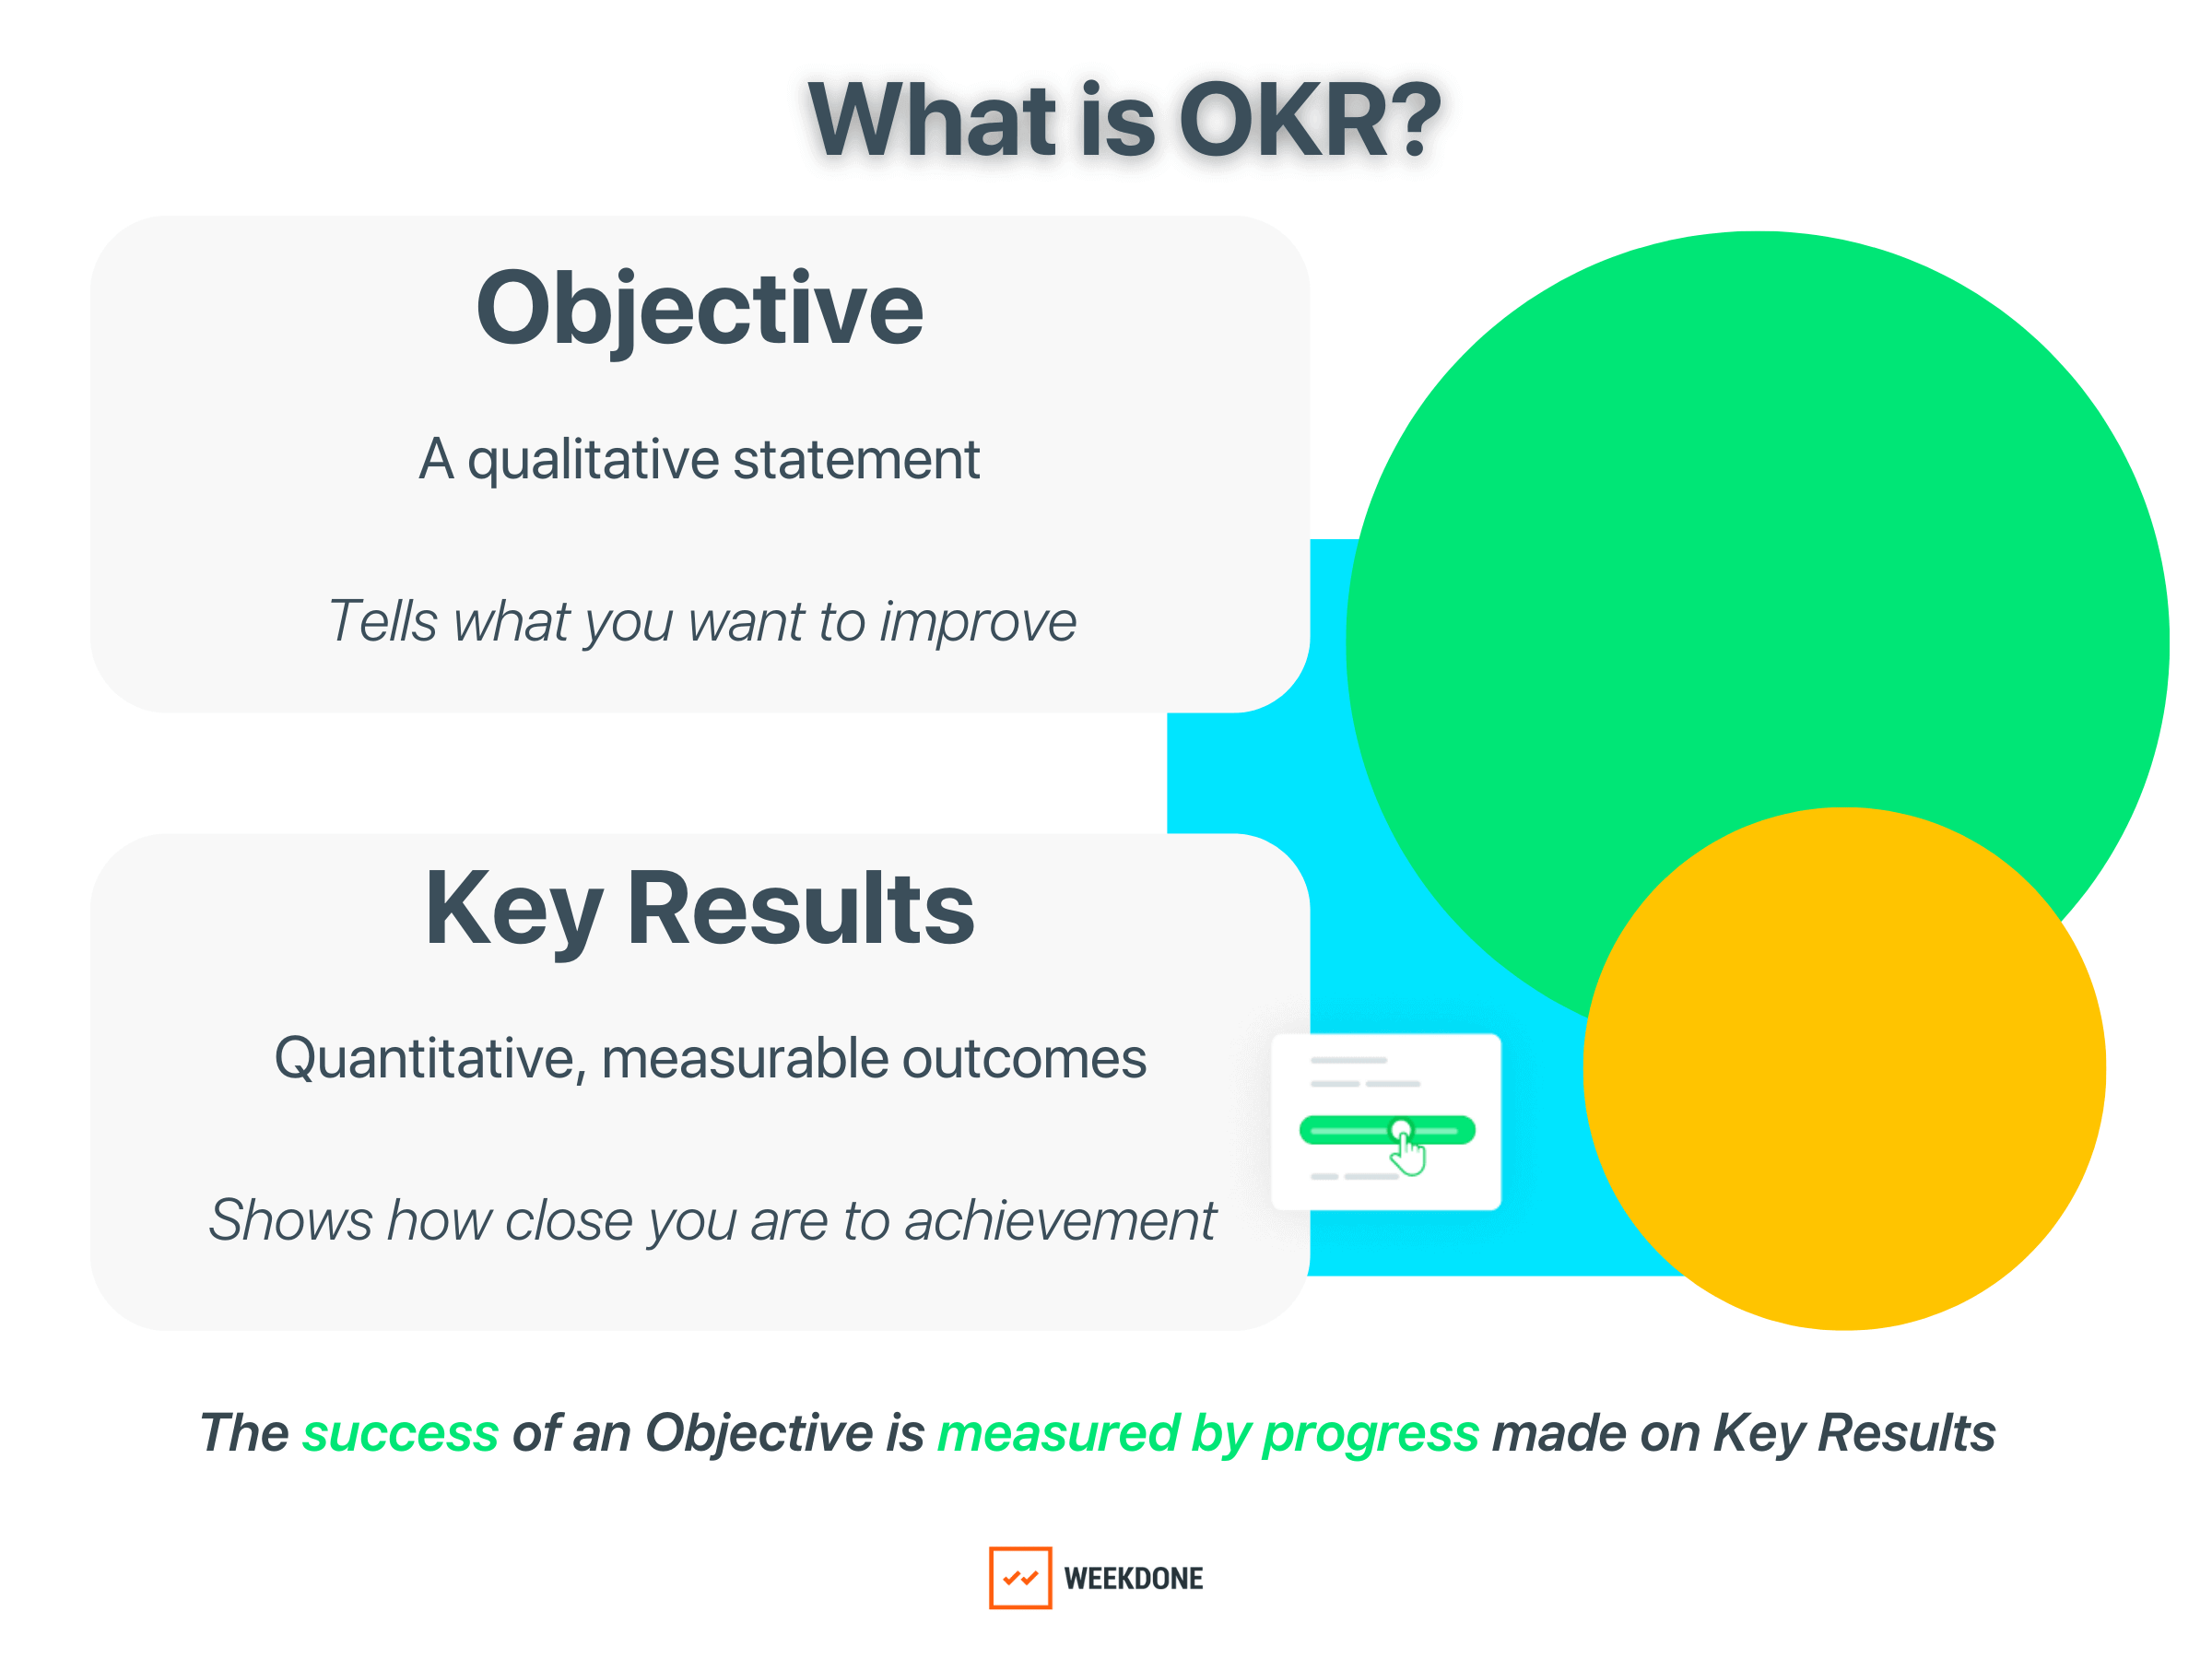 What is OKR?
Objective
A qualitative statement
Tells what you want to improve
Key Results
Quantitative, measurable outcomes
Shows how close you are to achievement
The success of an Objective is measured by progress made on Key Results
WEEKDONE